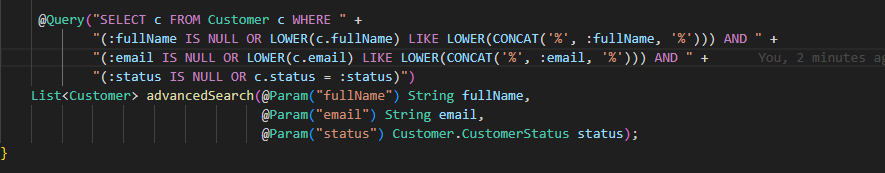 @Query("SELECT c FROM Customer c WHERE " +
"(:fullName IS NULL OR LOWER(c.fullName) LIKE LOWER(CONCAT('%', :fullName, '%'))) AND " +
"(:email IS NULL OR LOWER(c.email) LIKE LOWER(CONCAT('%', :email, '%'))) AND " + You, 2 minutes ag
"(:status IS NULL OR c.status = :status)")
List<Customer> advancedSearch(@Param("fullName") String fullName,
@Param("email") String email,
@Param("status") Customer.CustomerStatus status);
}